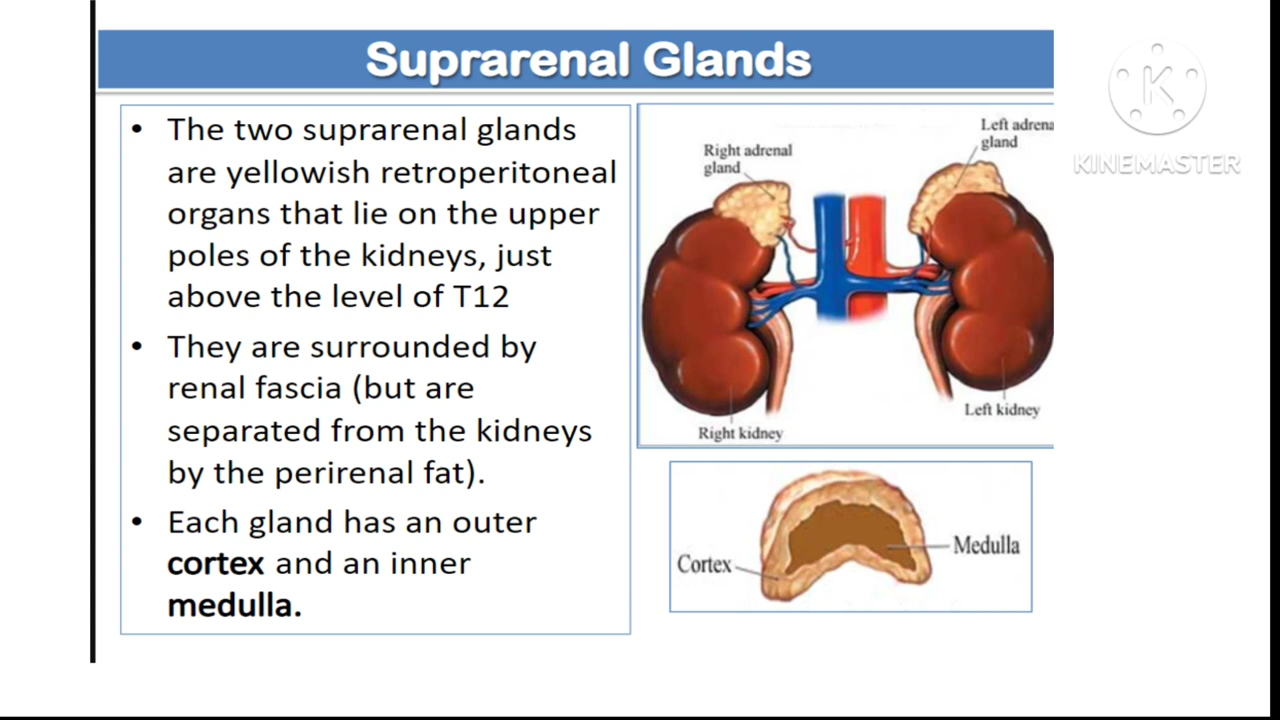 Suprarenal Glands
• The two suprarenal glands
are yellowish retroperitoneal
organs that lie on the upper
poles of the kidneys, just
above the level of T12
• They are surrounded by
renal fascia (but are
separated from the kidneys
by the perirenal fat).
• Each gland has an outer
cortex and an inner
medulla.
Right adrenal
gland
Left adrena
gland
Right kidney
Left kidney
Cortex
Medulla
K
KINEMASTER